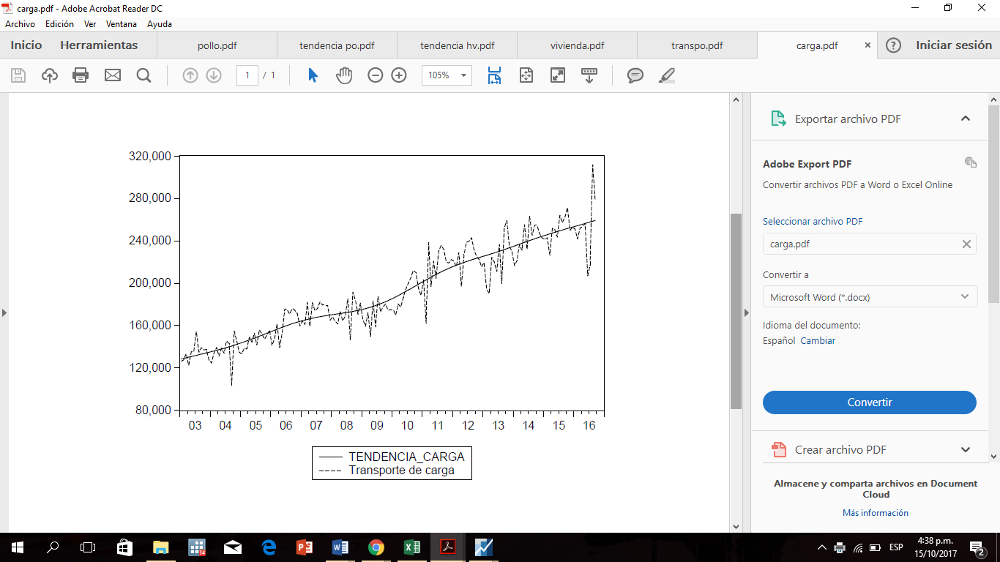 carga.pdf - Adobe Acrobat Reader DC
Archivo Edición Ver Ventana Ayuda
Inicio Herramientas pollo.pdf tendencia po.pdf tendencia hv.pdf vivienda.pdf transpo.pdf carga.pdf × ? Iniciar sesión
1 / 1 105%
Exportar archivo PDF
Adobe Export PDF
Convertir archivos PDF a Word o Excel Online
Seleccionar archivo PDF
carga.pdf
Convertir a
Microsoft Word (*.docx)
Idioma del documento:
Español Cambiar
Convertir
Crear archivo PDF
Almacene y comparta archivos en Document
Cloud
Más información
320,000
280,000
240,000
200,000
160,000
120,000
80,000
03 04 05 06 07 08 09 10 11 12 13 14 15 16
TENDENCIA_CARGA
Transporte de carga
14
ESP
4:38 p.m.
15/10/2017
2